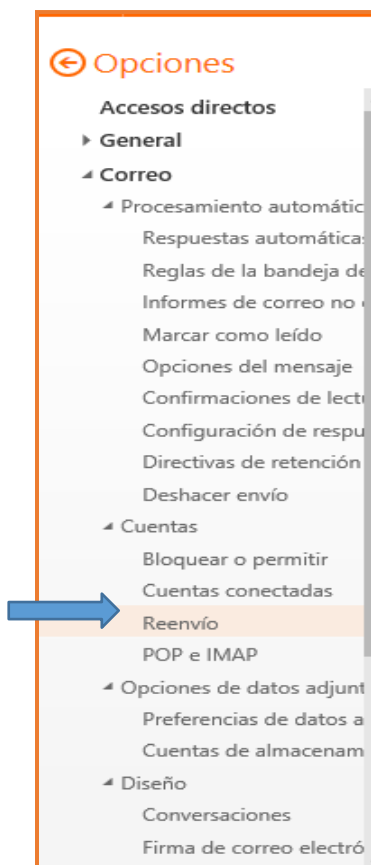 Opciones
Accesos directos
General
Correo
Procesamiento automátic
Respuestas automática
Reglas de la bandeja de
Informes de correo no
Marcar como leído
Opciones del mensaje
Confirmaciones de lect
Configuración de respu
Directivas de retención
Deshacer envío
Cuentas
Bloquear o permitir
Cuentas conectadas
Reenvío
POP e IMAP
Opciones de datos adjunt
Preferencias de datos a
Cuentas de almacenam
Diseño
Conversaciones
Firma de correo electró